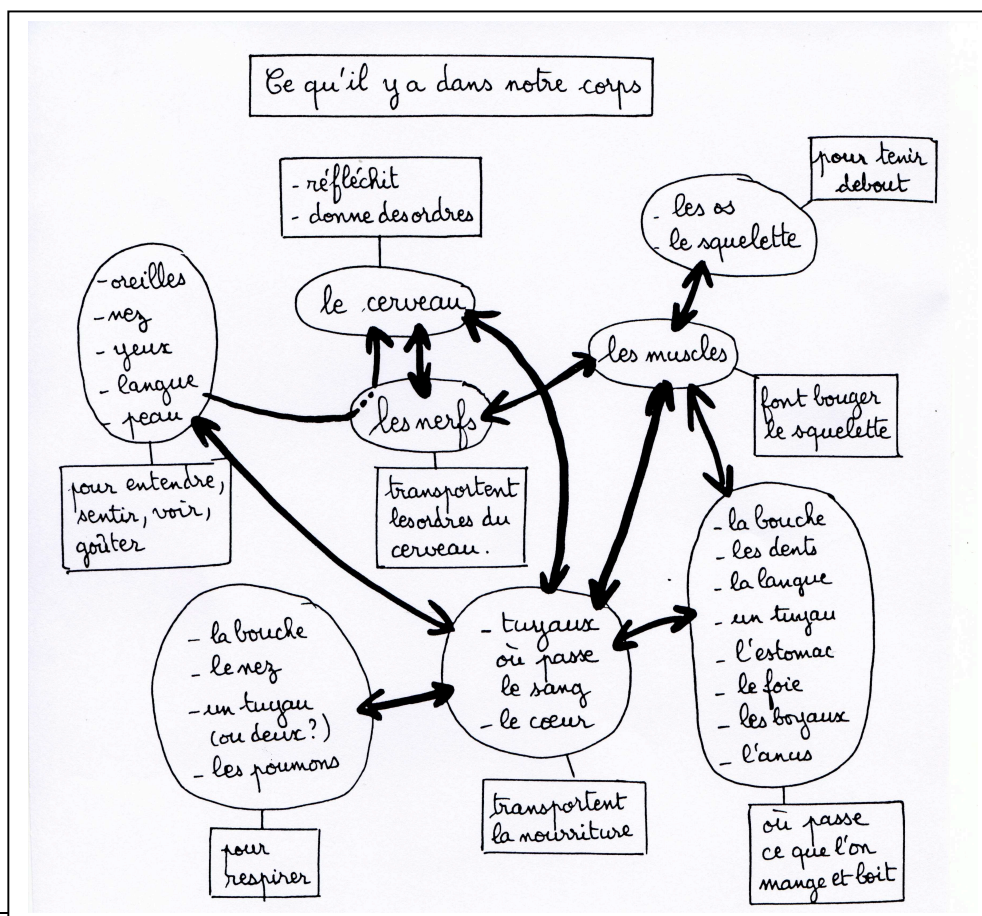 Ce qu'il y a dans notre corps
- réfléchit
- donne des ordres
pour tenir
debout
- les os
- le squelette
- oreilles
- nez
- yeux
- langue
- peau
le cerveau
les muscles
les nerfs
font bouger
le squelette
pour entendre,
sentir, voir,
goûter
transportent
les ordres du
cerveau.
- la bouche
- les dents
- la langue
- un tuyau
- l'estomac
- le foie
- les boyaux
- l'anus
- la bouche
- le nez
- un tuyau
(ou deux?)
- les poumons
- tuyaux
où passe
le sang
- le cœur
pour
respirer
transportent
la nourriture
où passe
ce que l'on
mange et boit